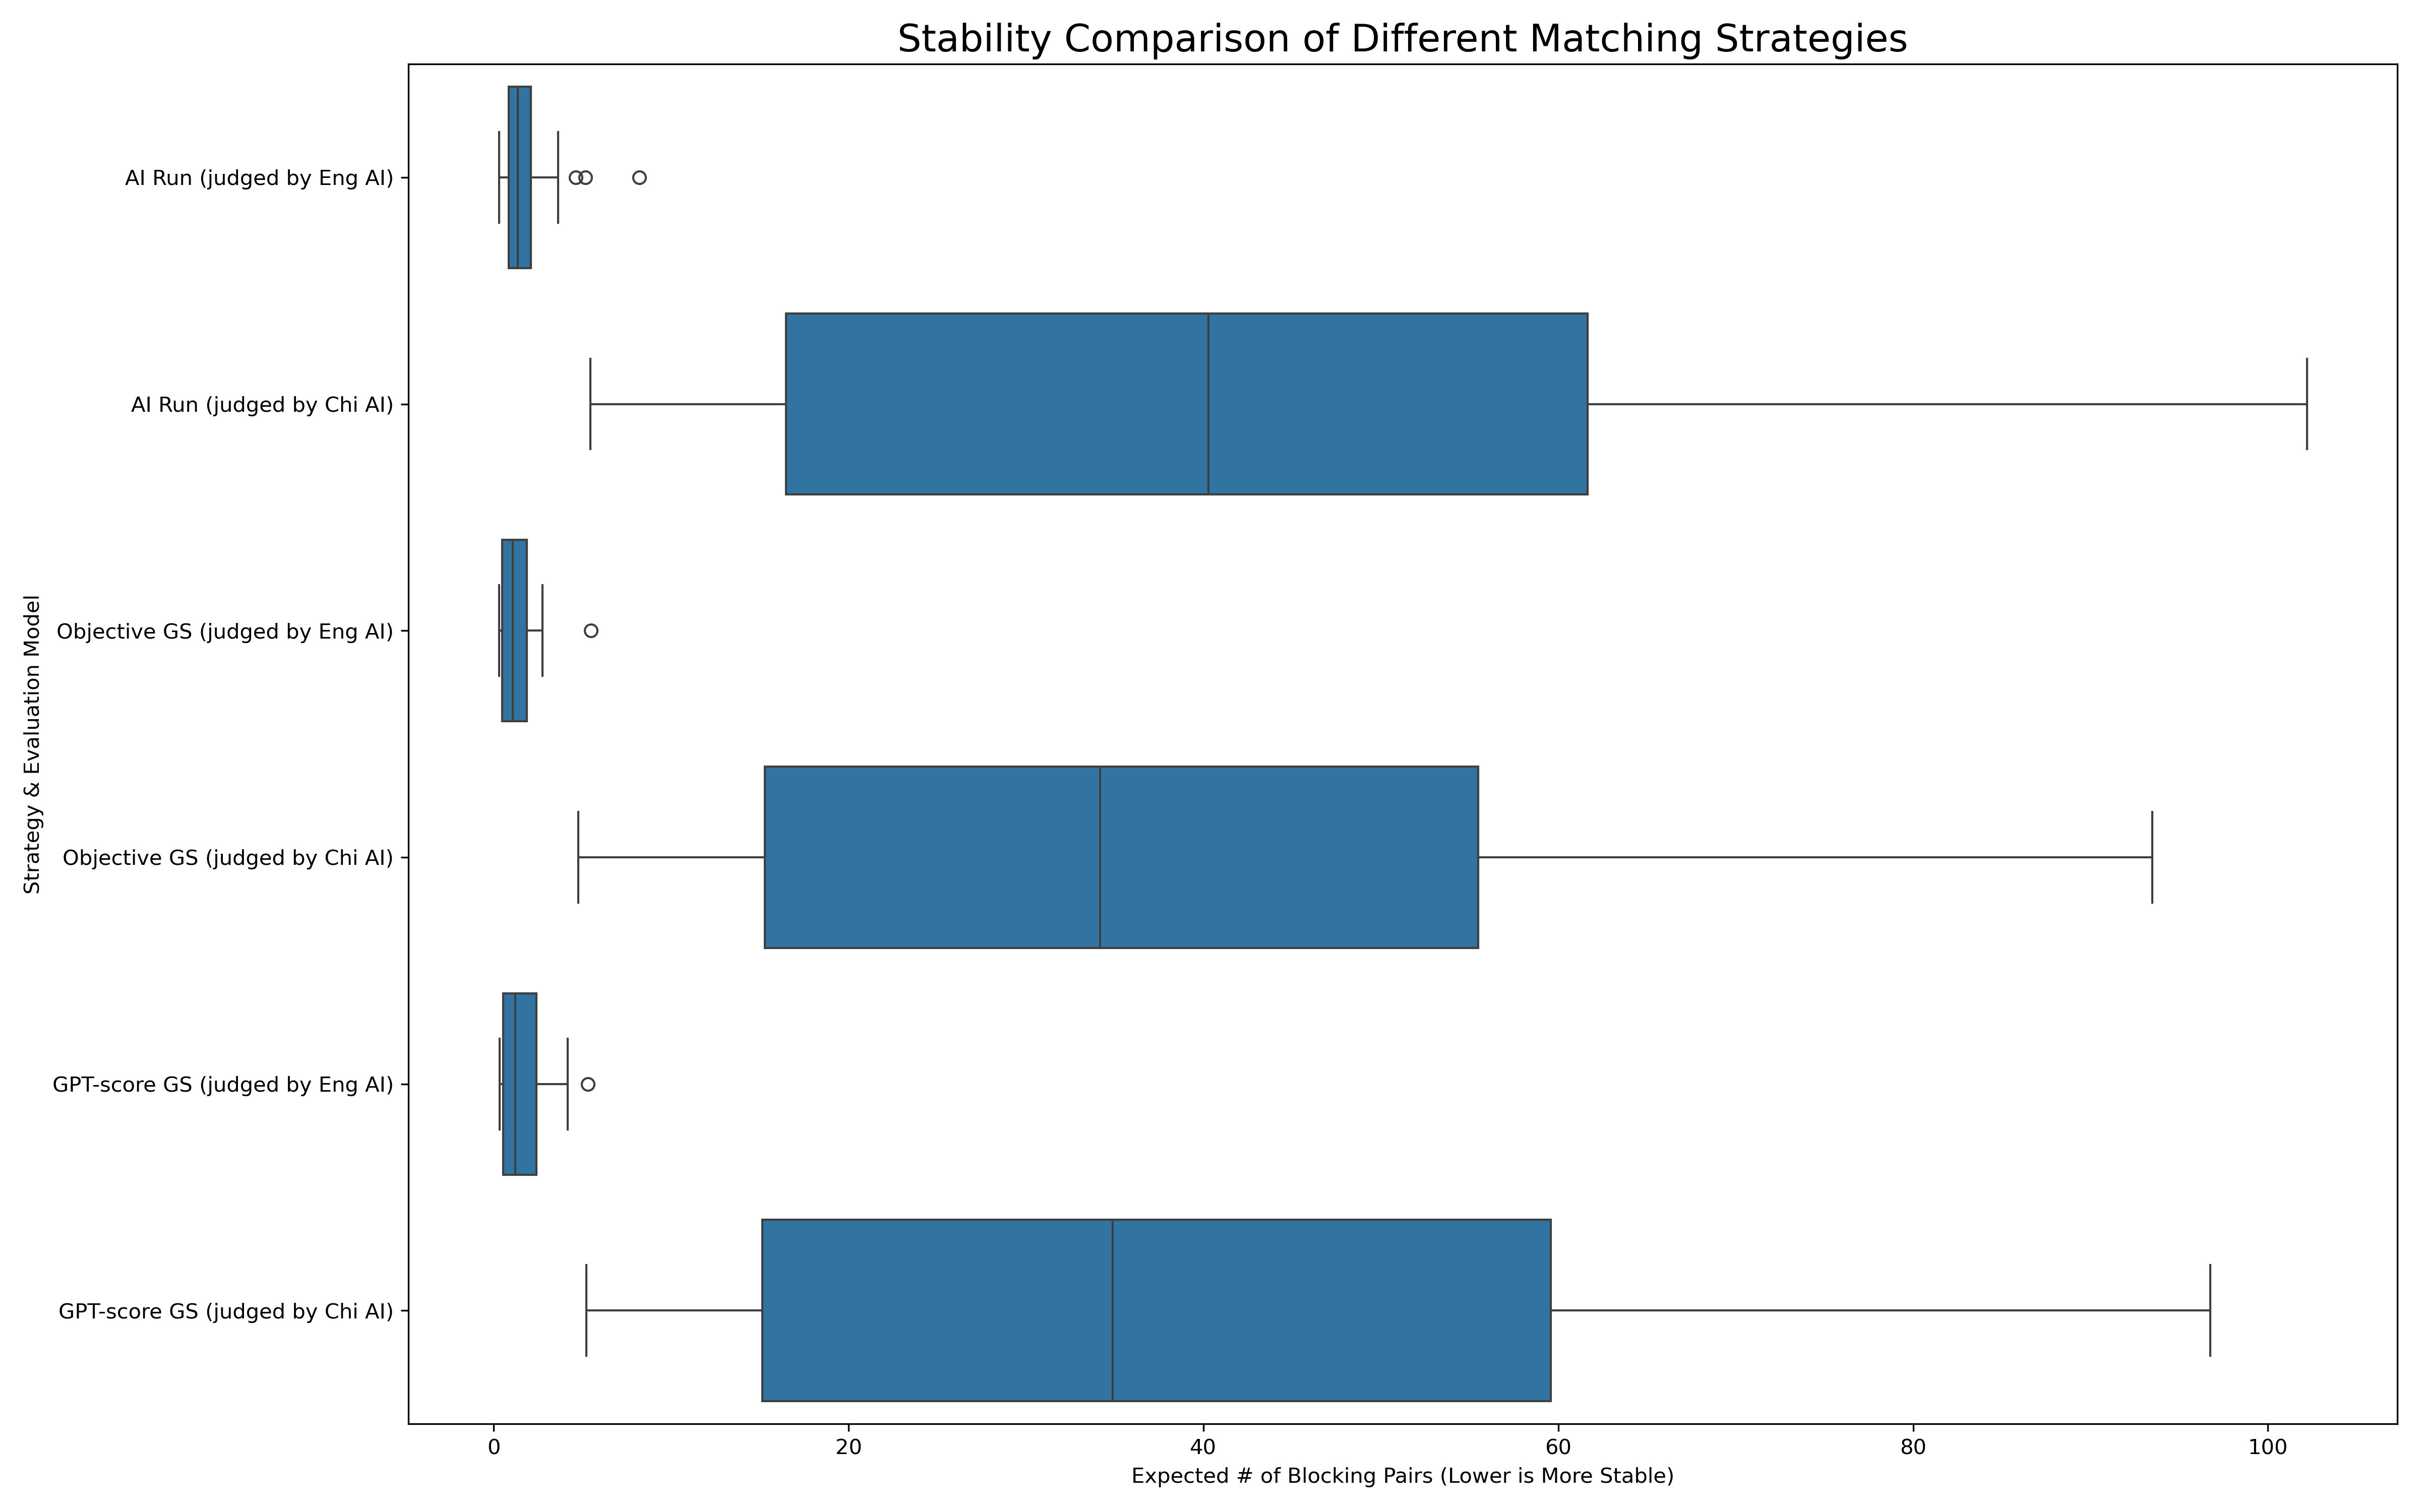 Stability Comparison of Different Matching Strategies
Strategy & Evaluation Model
AI Run (judged by Eng AI)
AI Run (judged by Chi AI)
Objective GS (judged by Eng AI)
Objective GS (judged by Chi AI)
GPT-score GS (judged by Eng AI)
GPT-score GS (judged by Chi AI)
0 20 40 60 80 100
Expected # of Blocking Pairs (Lower is More Stable)